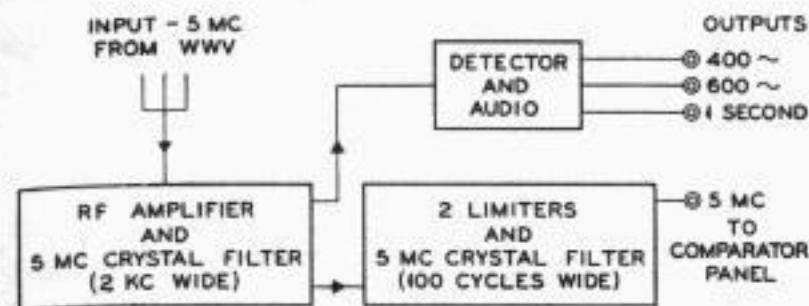 INPUT - 5 MC
FROM WWV
OUTPUTS
DETECTOR
AND
AUDIO
400 ~
600 ~
1 SECOND
RF AMPLIFIER
AND
5 MC CRYSTAL FILTER
(2 KC WIDE)
2 LIMITERS
AND
5 MC CRYSTAL FILTER
(100 CYCLES WIDE)
5 MC
TO
COMPARATOR
PANEL